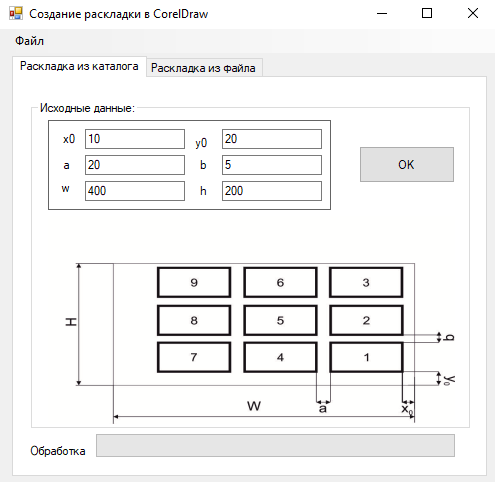 Создание раскладки в CorelDraw
Файл
Раскладка из каталога Раскладка из файла
Исходные данные:
x0 10 y0 20
a 20 b 5
w 400 h 200
OK
9 6 3
8 5 2
7 4 1
H
b
y0
W a x0
Обработка